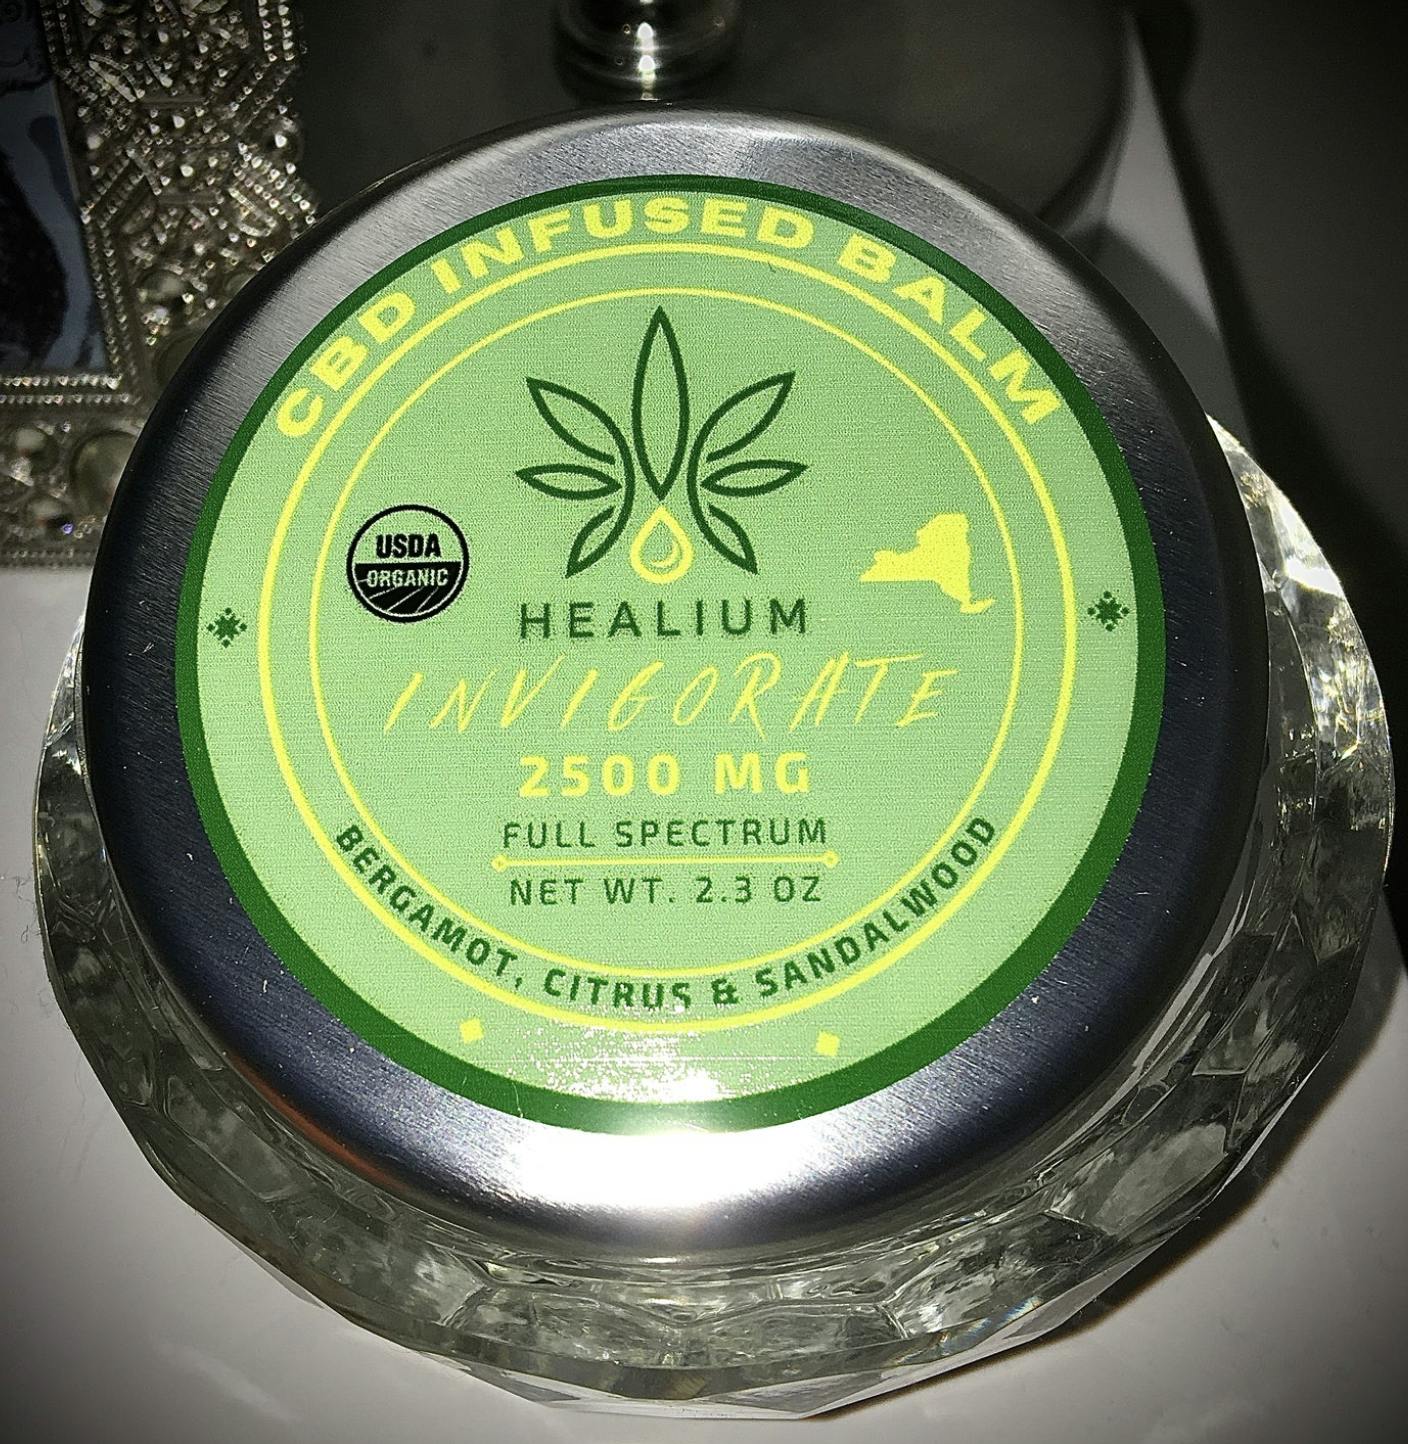 CBD INFUSED BALM
USDA
ORGANIC
HEALIUM
INVIGORATE
2500 MG
FULL SPECTRUM
NET WT. 2.3 OZ
BERGAMOT, CITRUS & SANDALWOOD